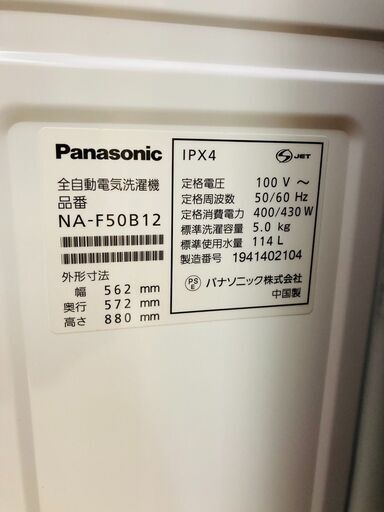 Panasonic
全自動電気洗濯機
品番
NA-F50B12
外形寸法
幅 562 mm
奥行 572 mm
高さ 880 mm
IPX4
S JET
定格電圧 100 V ～
定格周波数 50/60 Hz
定格消費電力 400/430 W
標準洗濯容量 5.0 kg
標準使用水量 114 L
製造番号 1941402104
PS E パナソニック株式会社
中国製